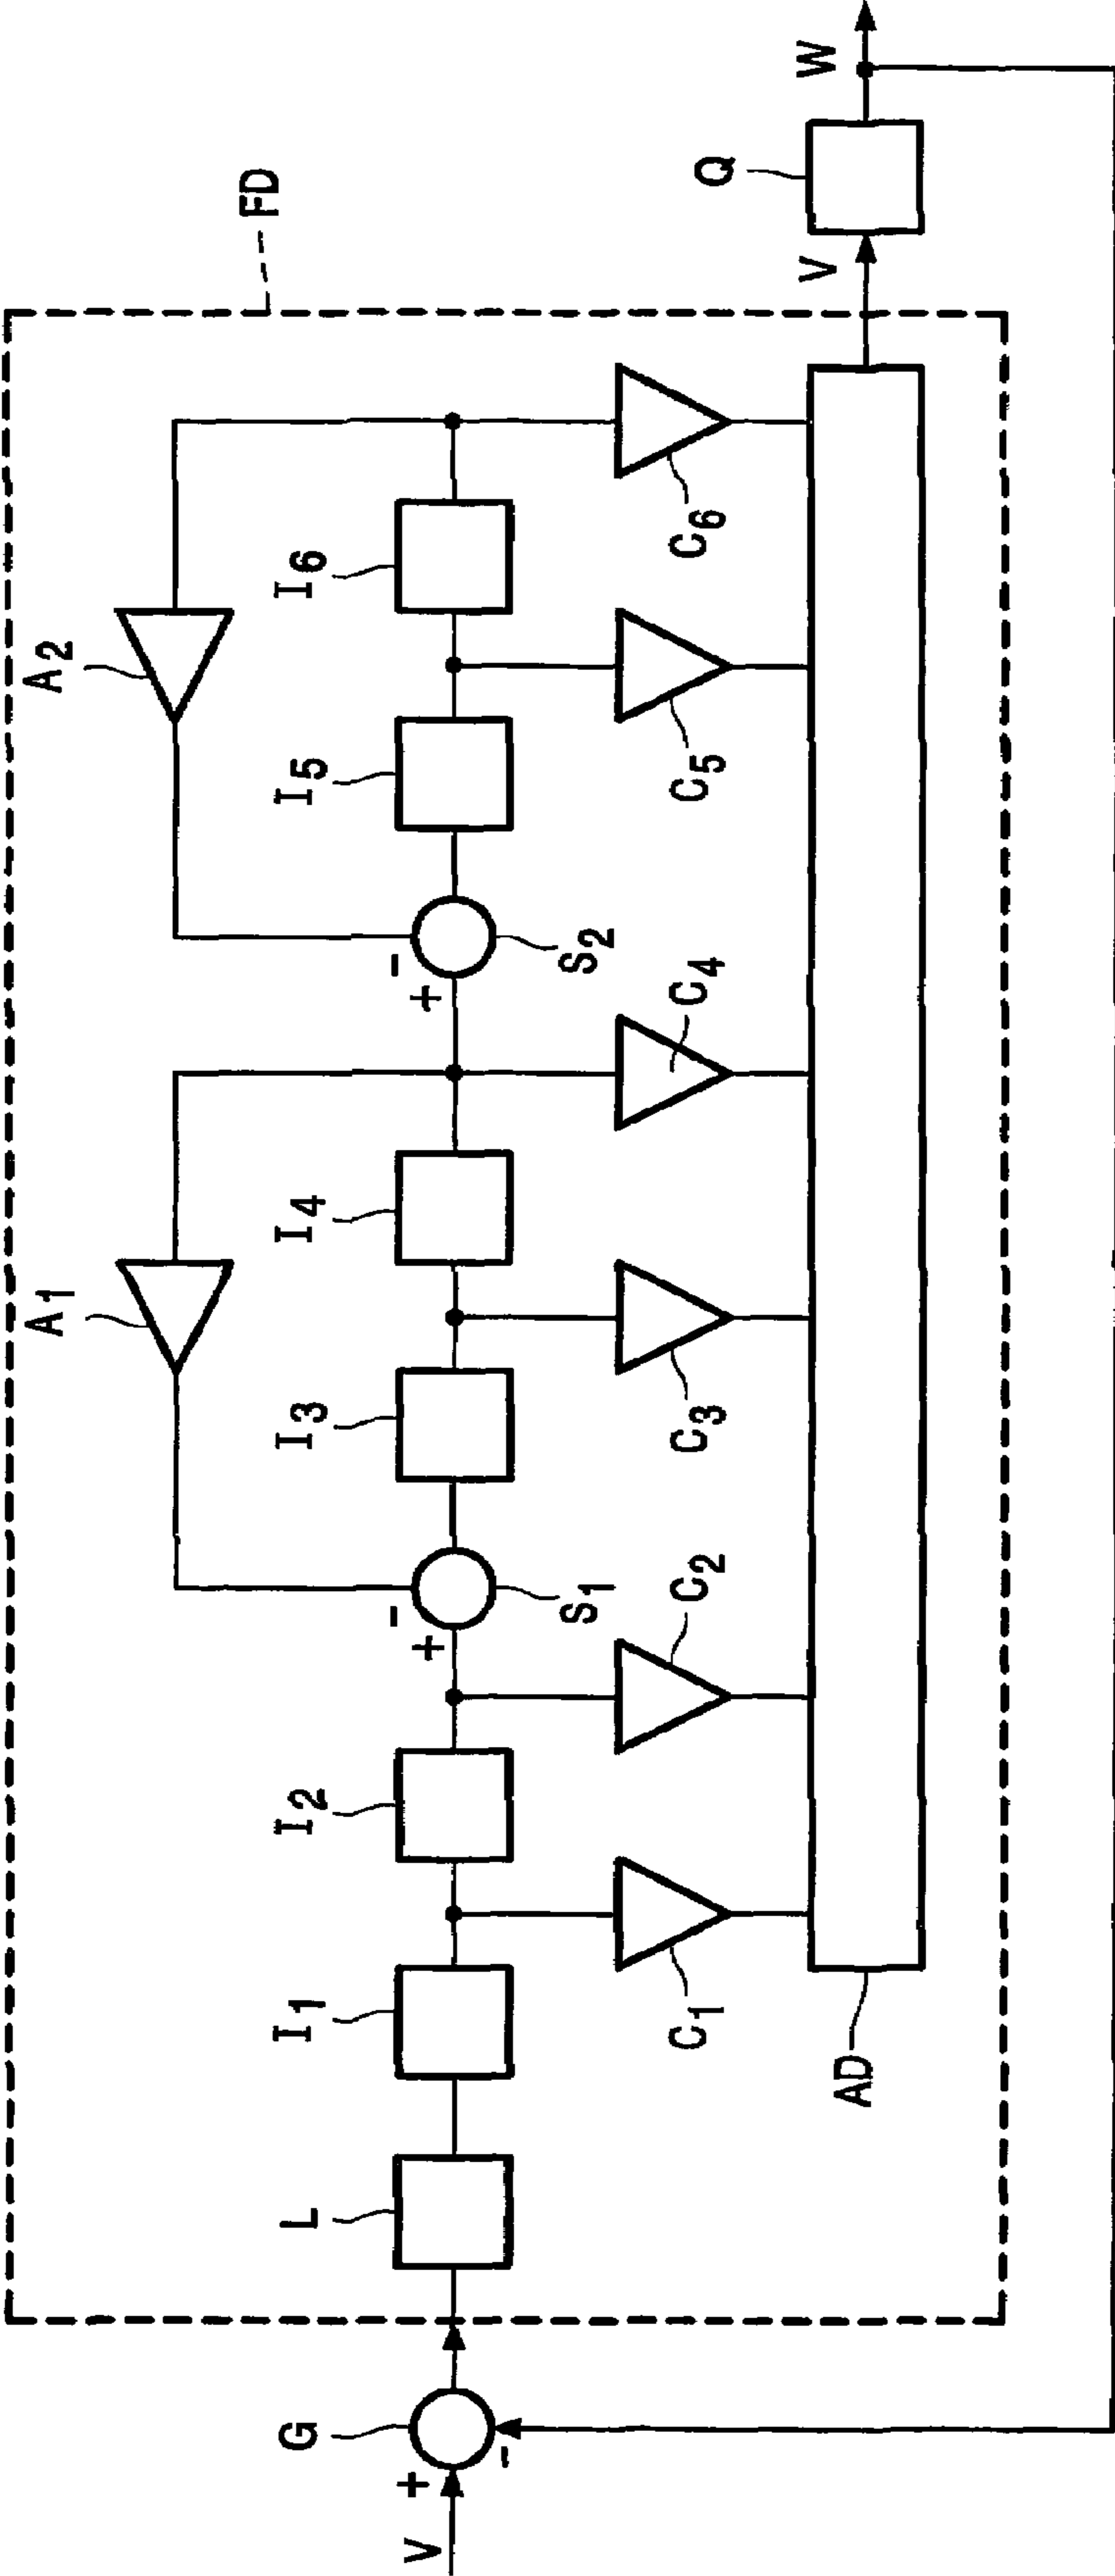 FD
A₁
A₂
G
L
I₁
I₂
I₃
I₄
I₅
I₆
V
+
-
+
-
S₁
+
-
S₂
C₁
C₂
C₃
C₄
C₅
C₆
AD
V
Q
W